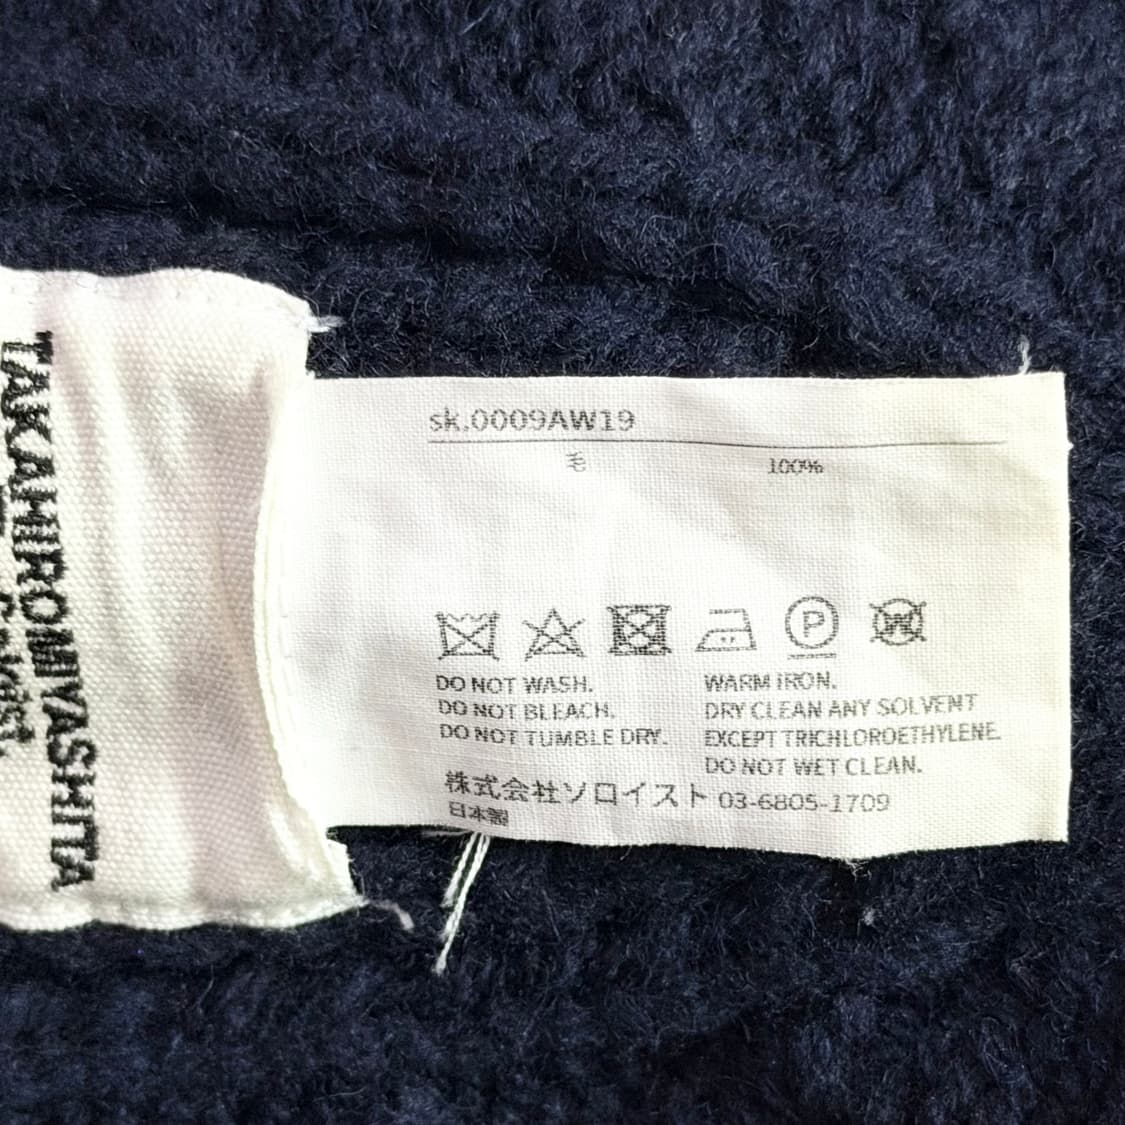 TAKAHIROMIYASHITA
sk.0009AW19
毛 100%
DO NOT WASH.
DO NOT BLEACH.
DO NOT TUMBLE DRY.
WARM IRON.
DRY CLEAN ANY SOLVENT
EXCEPT TRICHLOROETHYLENE.
DO NOT WET CLEAN.
株式会社ソロイスト 03-6805-1709
日本製